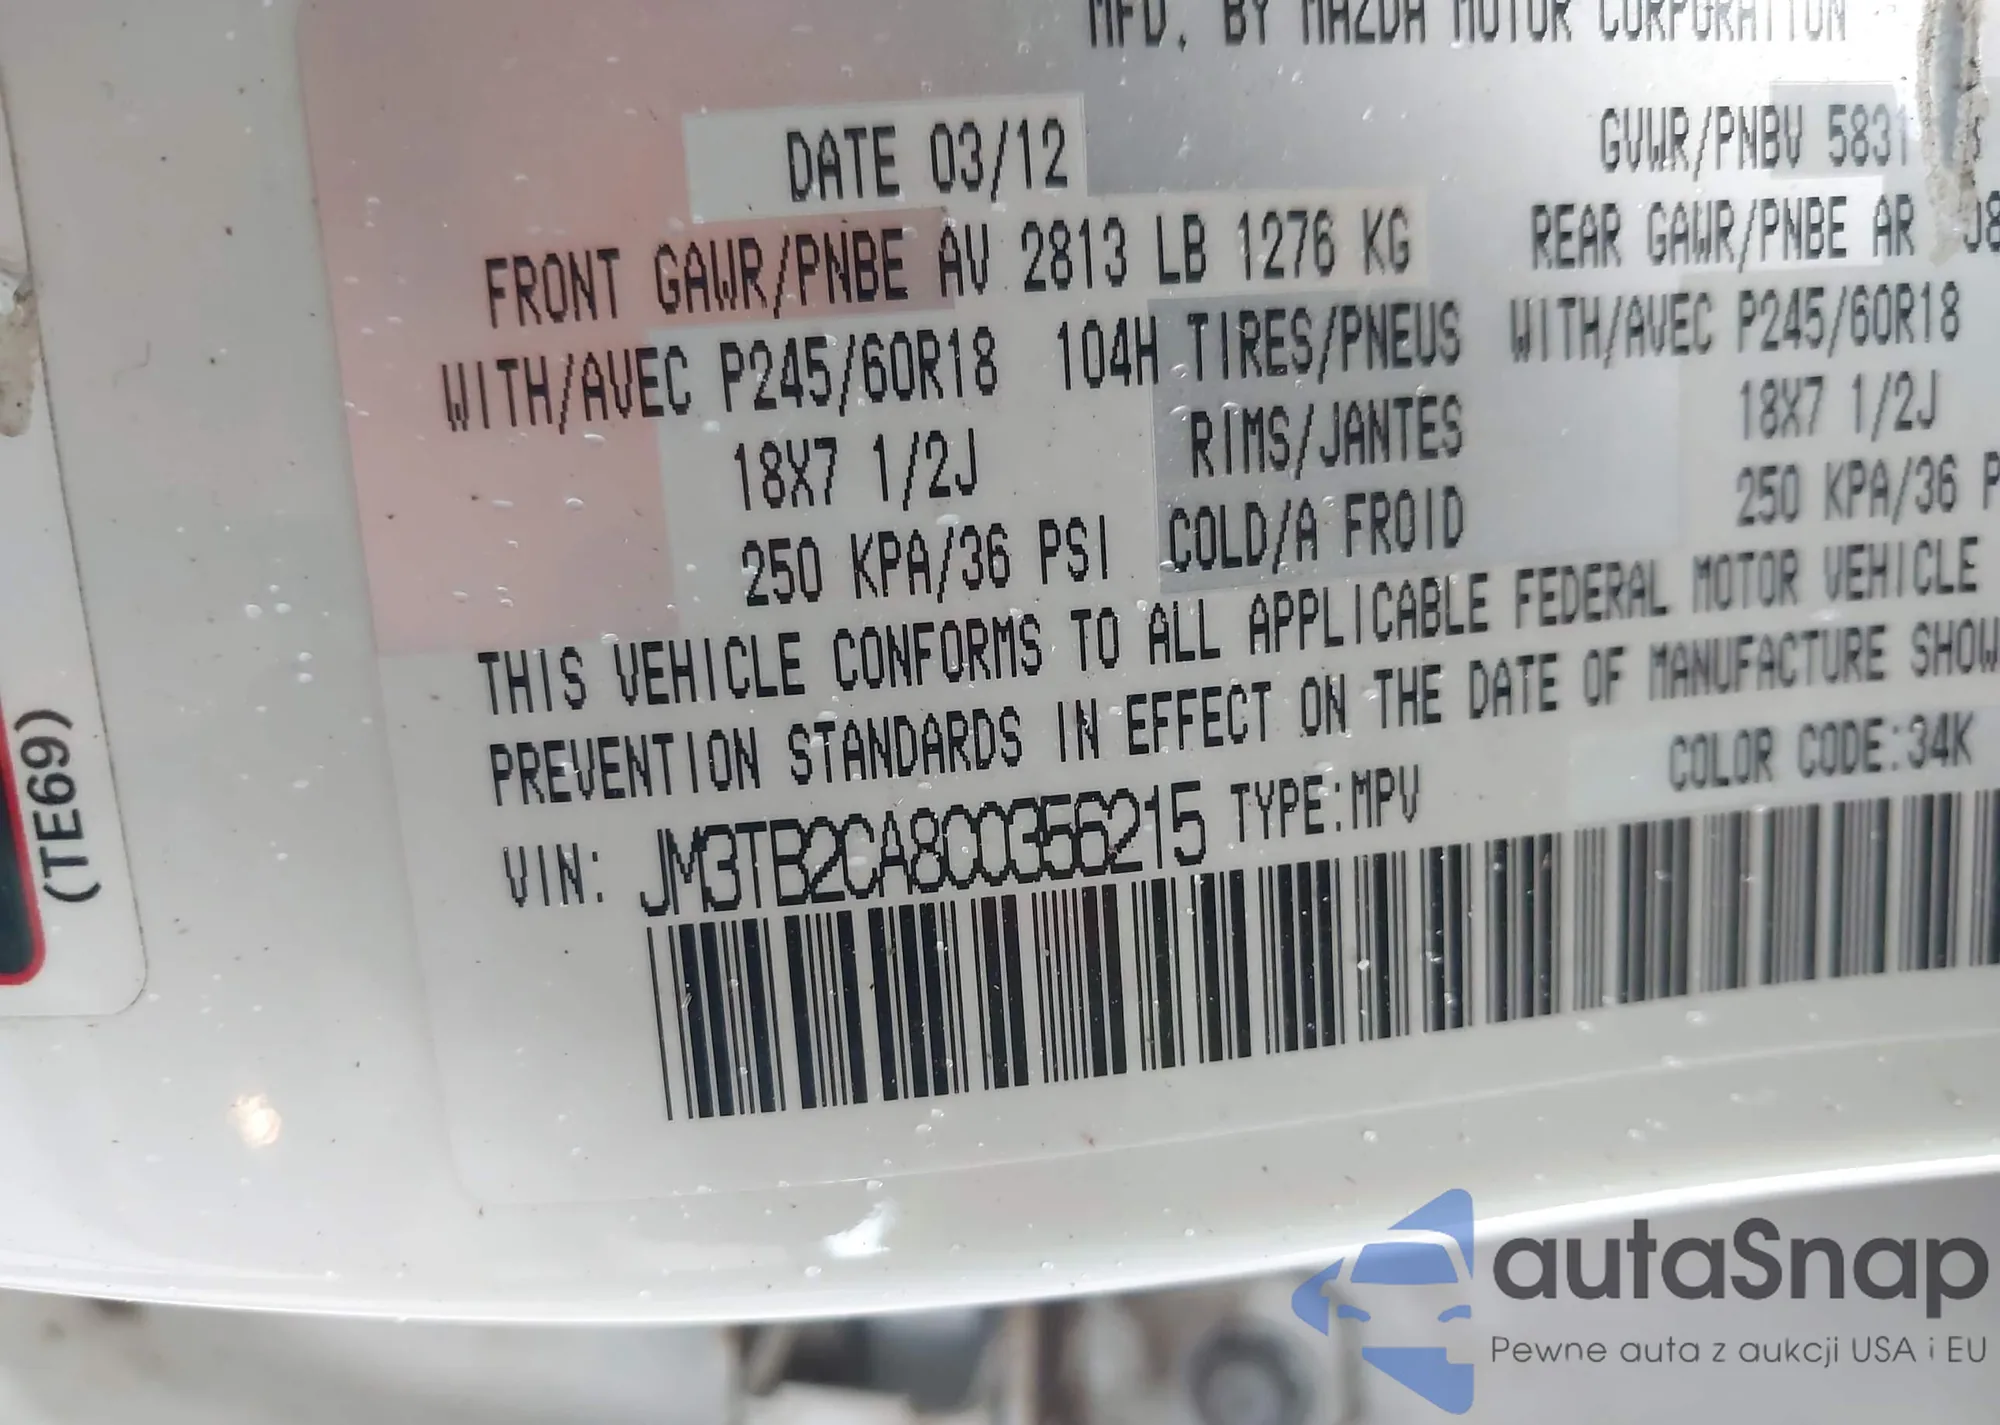 MFD. BY MAZDA MOTOR CORPORATION
DATE 03/12
GVWR/PNBV 5831
FRONT GAWR/PNBE AV 2813 LB 1276 KG
REAR GAWR/PNBE AR
WITH/AVEC P245/60R18 104H TIRES/PNEUS WITH/AVEC P245/60R18
18X7 1/2J RIMS/JANTES 18X7 1/2J
250 KPA/36 PSI COLD/A FROID 250 KPA/36 P
THIS VEHICLE CONFORMS TO ALL APPLICABLE FEDERAL MOTOR VEHICLE
PREVENTION STANDARDS IN EFFECT ON THE DATE OF MANUFACTURE SHOW
VIN: JM3TB2CA8C0356215 TYPE:MPV
COLOR CODE:34K
(TE69)
autaSnap
Pewne auta z aukcji USA i EU